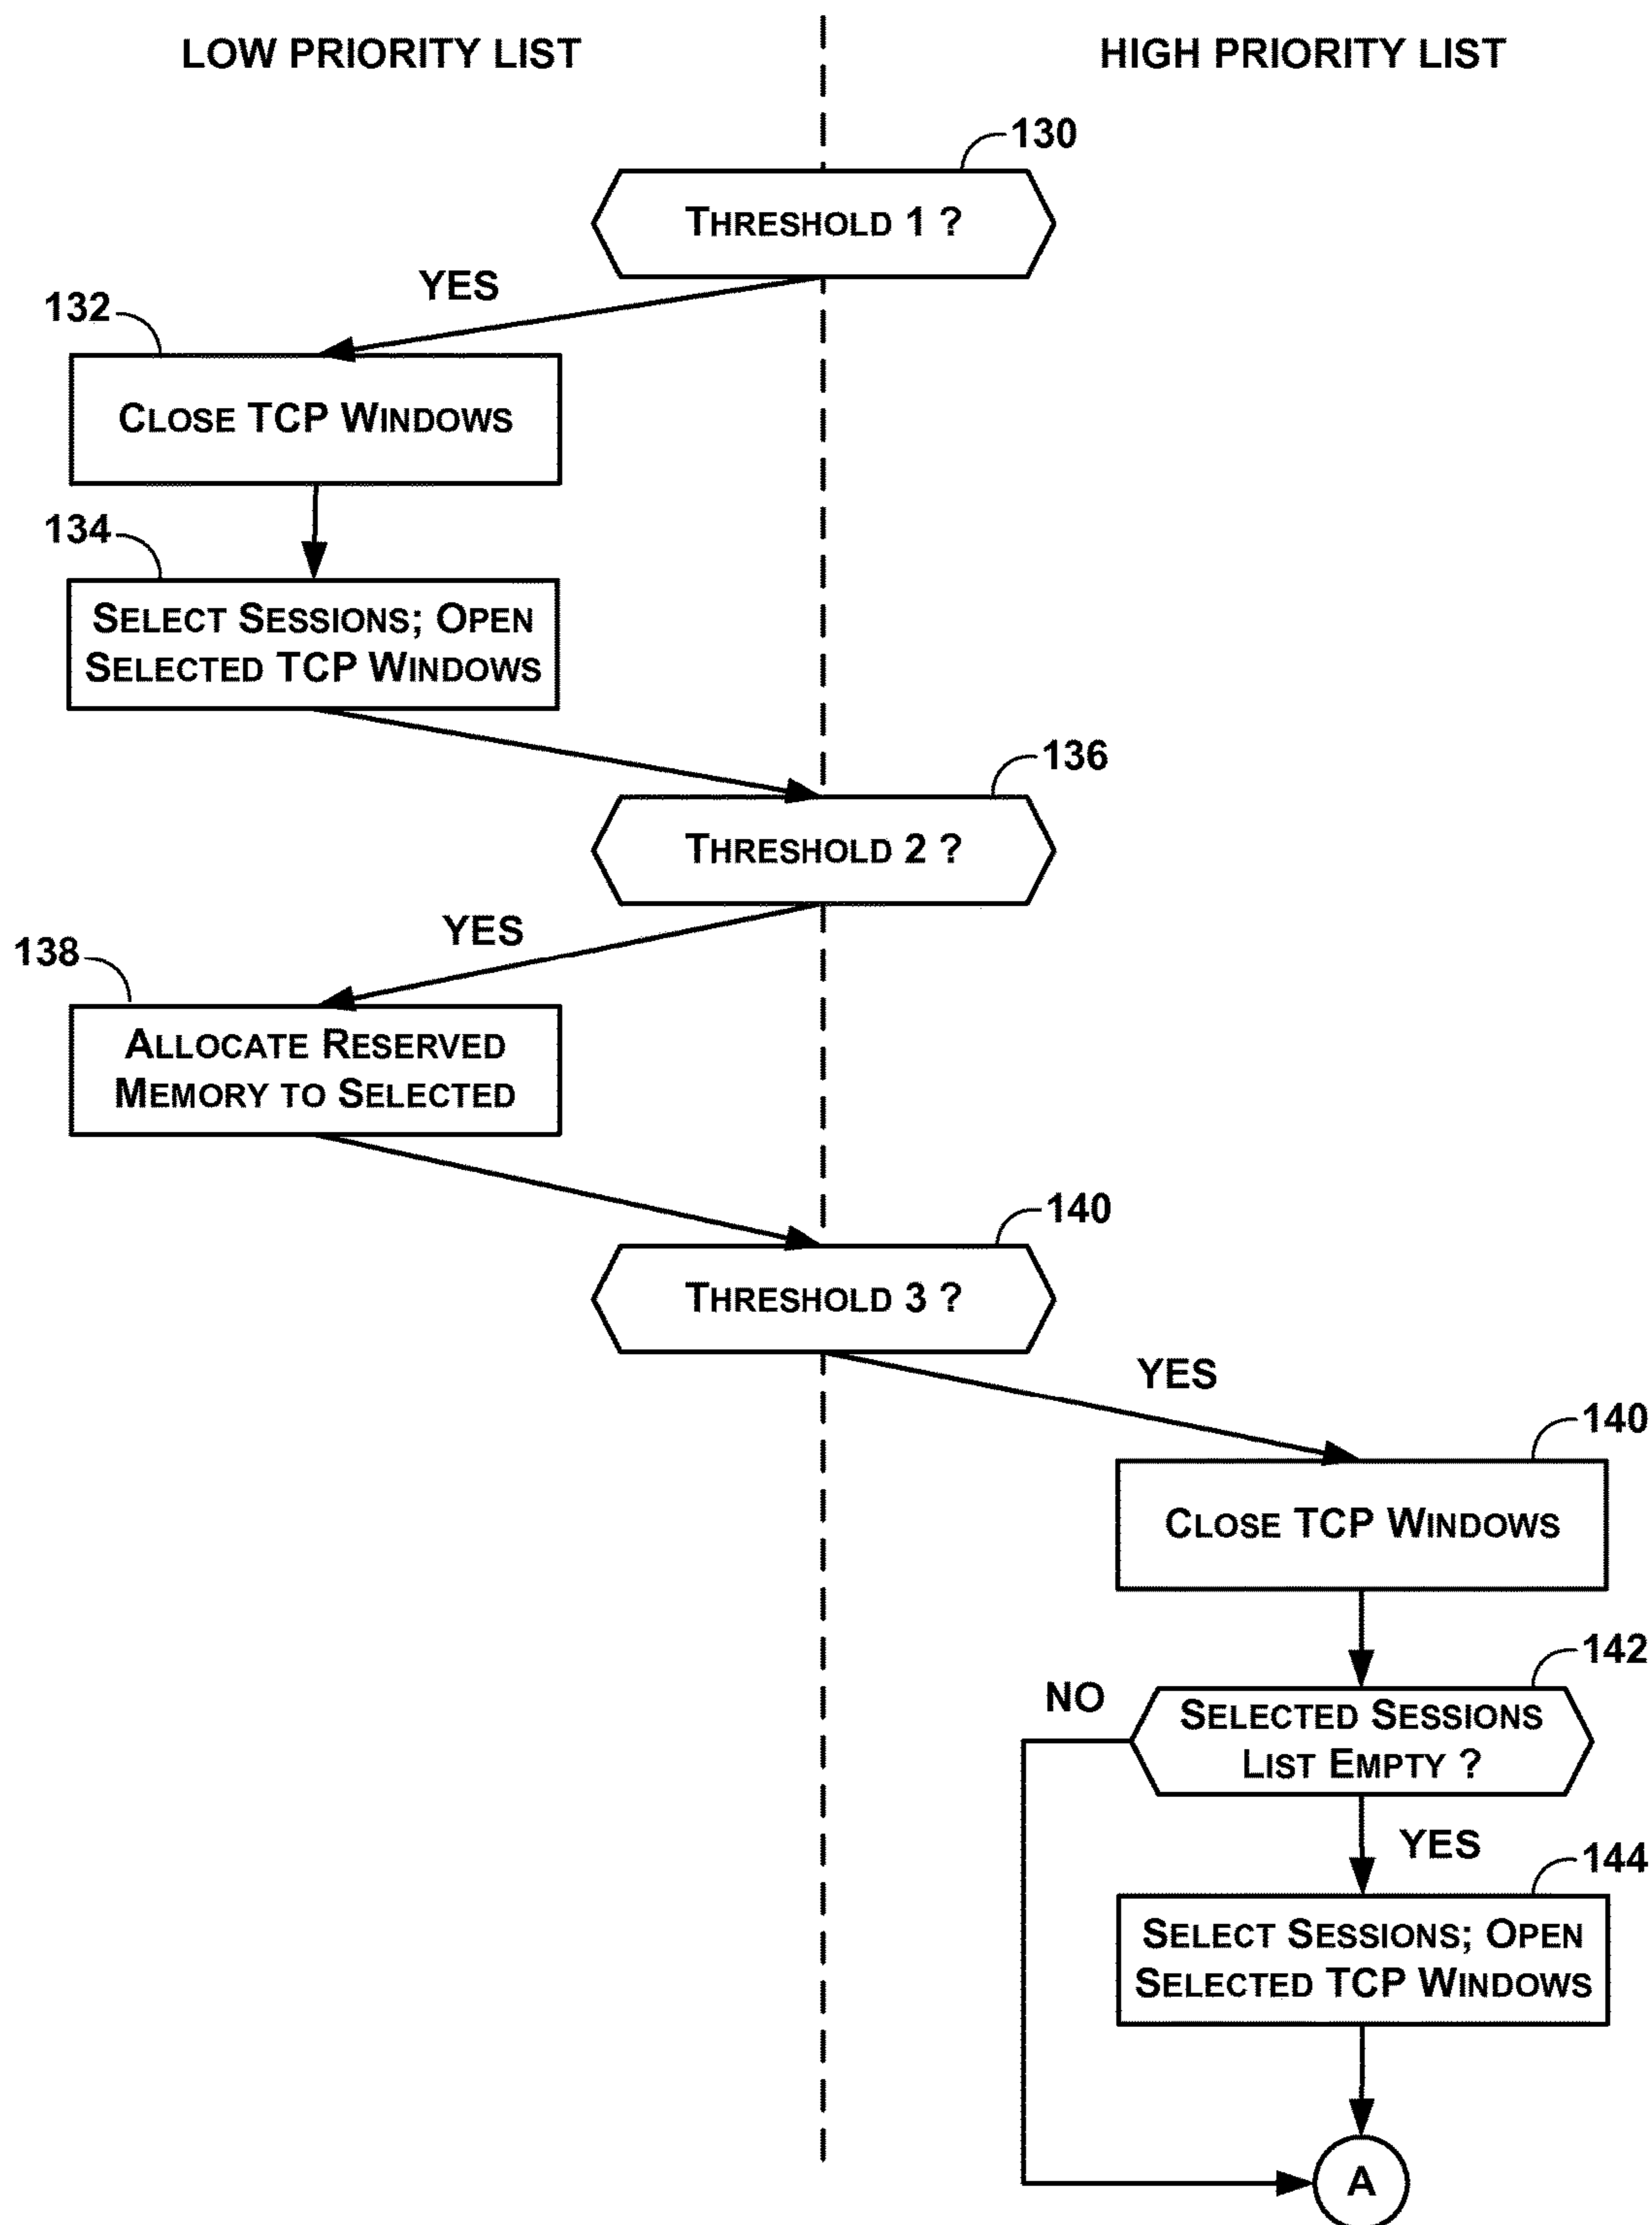 LOW PRIORITY LIST
HIGH PRIORITY LIST
130
THRESHOLD 1 ?
YES
132
CLOSE TCP WINDOWS
134
SELECT SESSIONS; OPEN
SELECTED TCP WINDOWS
136
THRESHOLD 2 ?
YES
138
ALLOCATE RESERVED
MEMORY TO SELECTED
140
THRESHOLD 3 ?
YES
140
CLOSE TCP WINDOWS
142
NO
SELECTED SESSIONS
LIST EMPTY ?
YES
144
SELECT SESSIONS; OPEN
SELECTED TCP WINDOWS
A